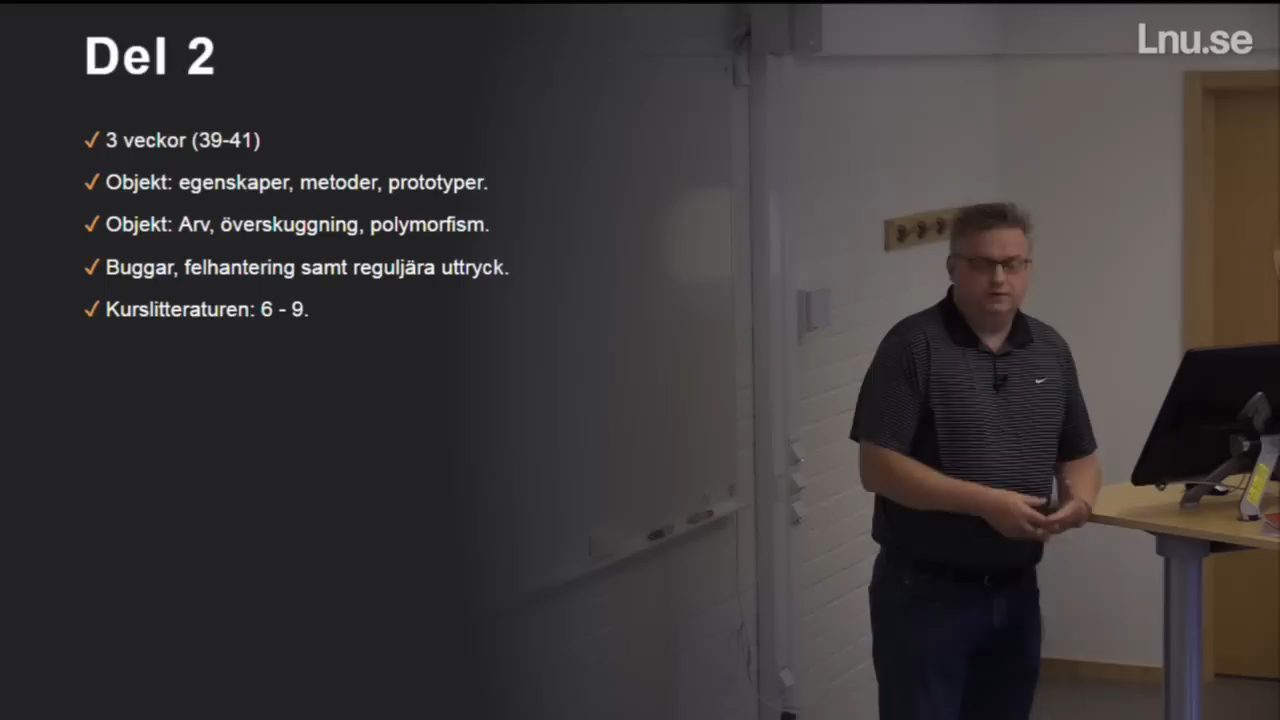 Del 2
Lnu.se
✓ 3 veckor (39-41)
✓ Objekt: egenskaper, metoder, prototyper.
✓ Objekt: Arv, överskuggning, polymorfism.
✓ Buggar, felhantering samt reguljära uttryck.
✓ Kurslitteraturen: 6 - 9.